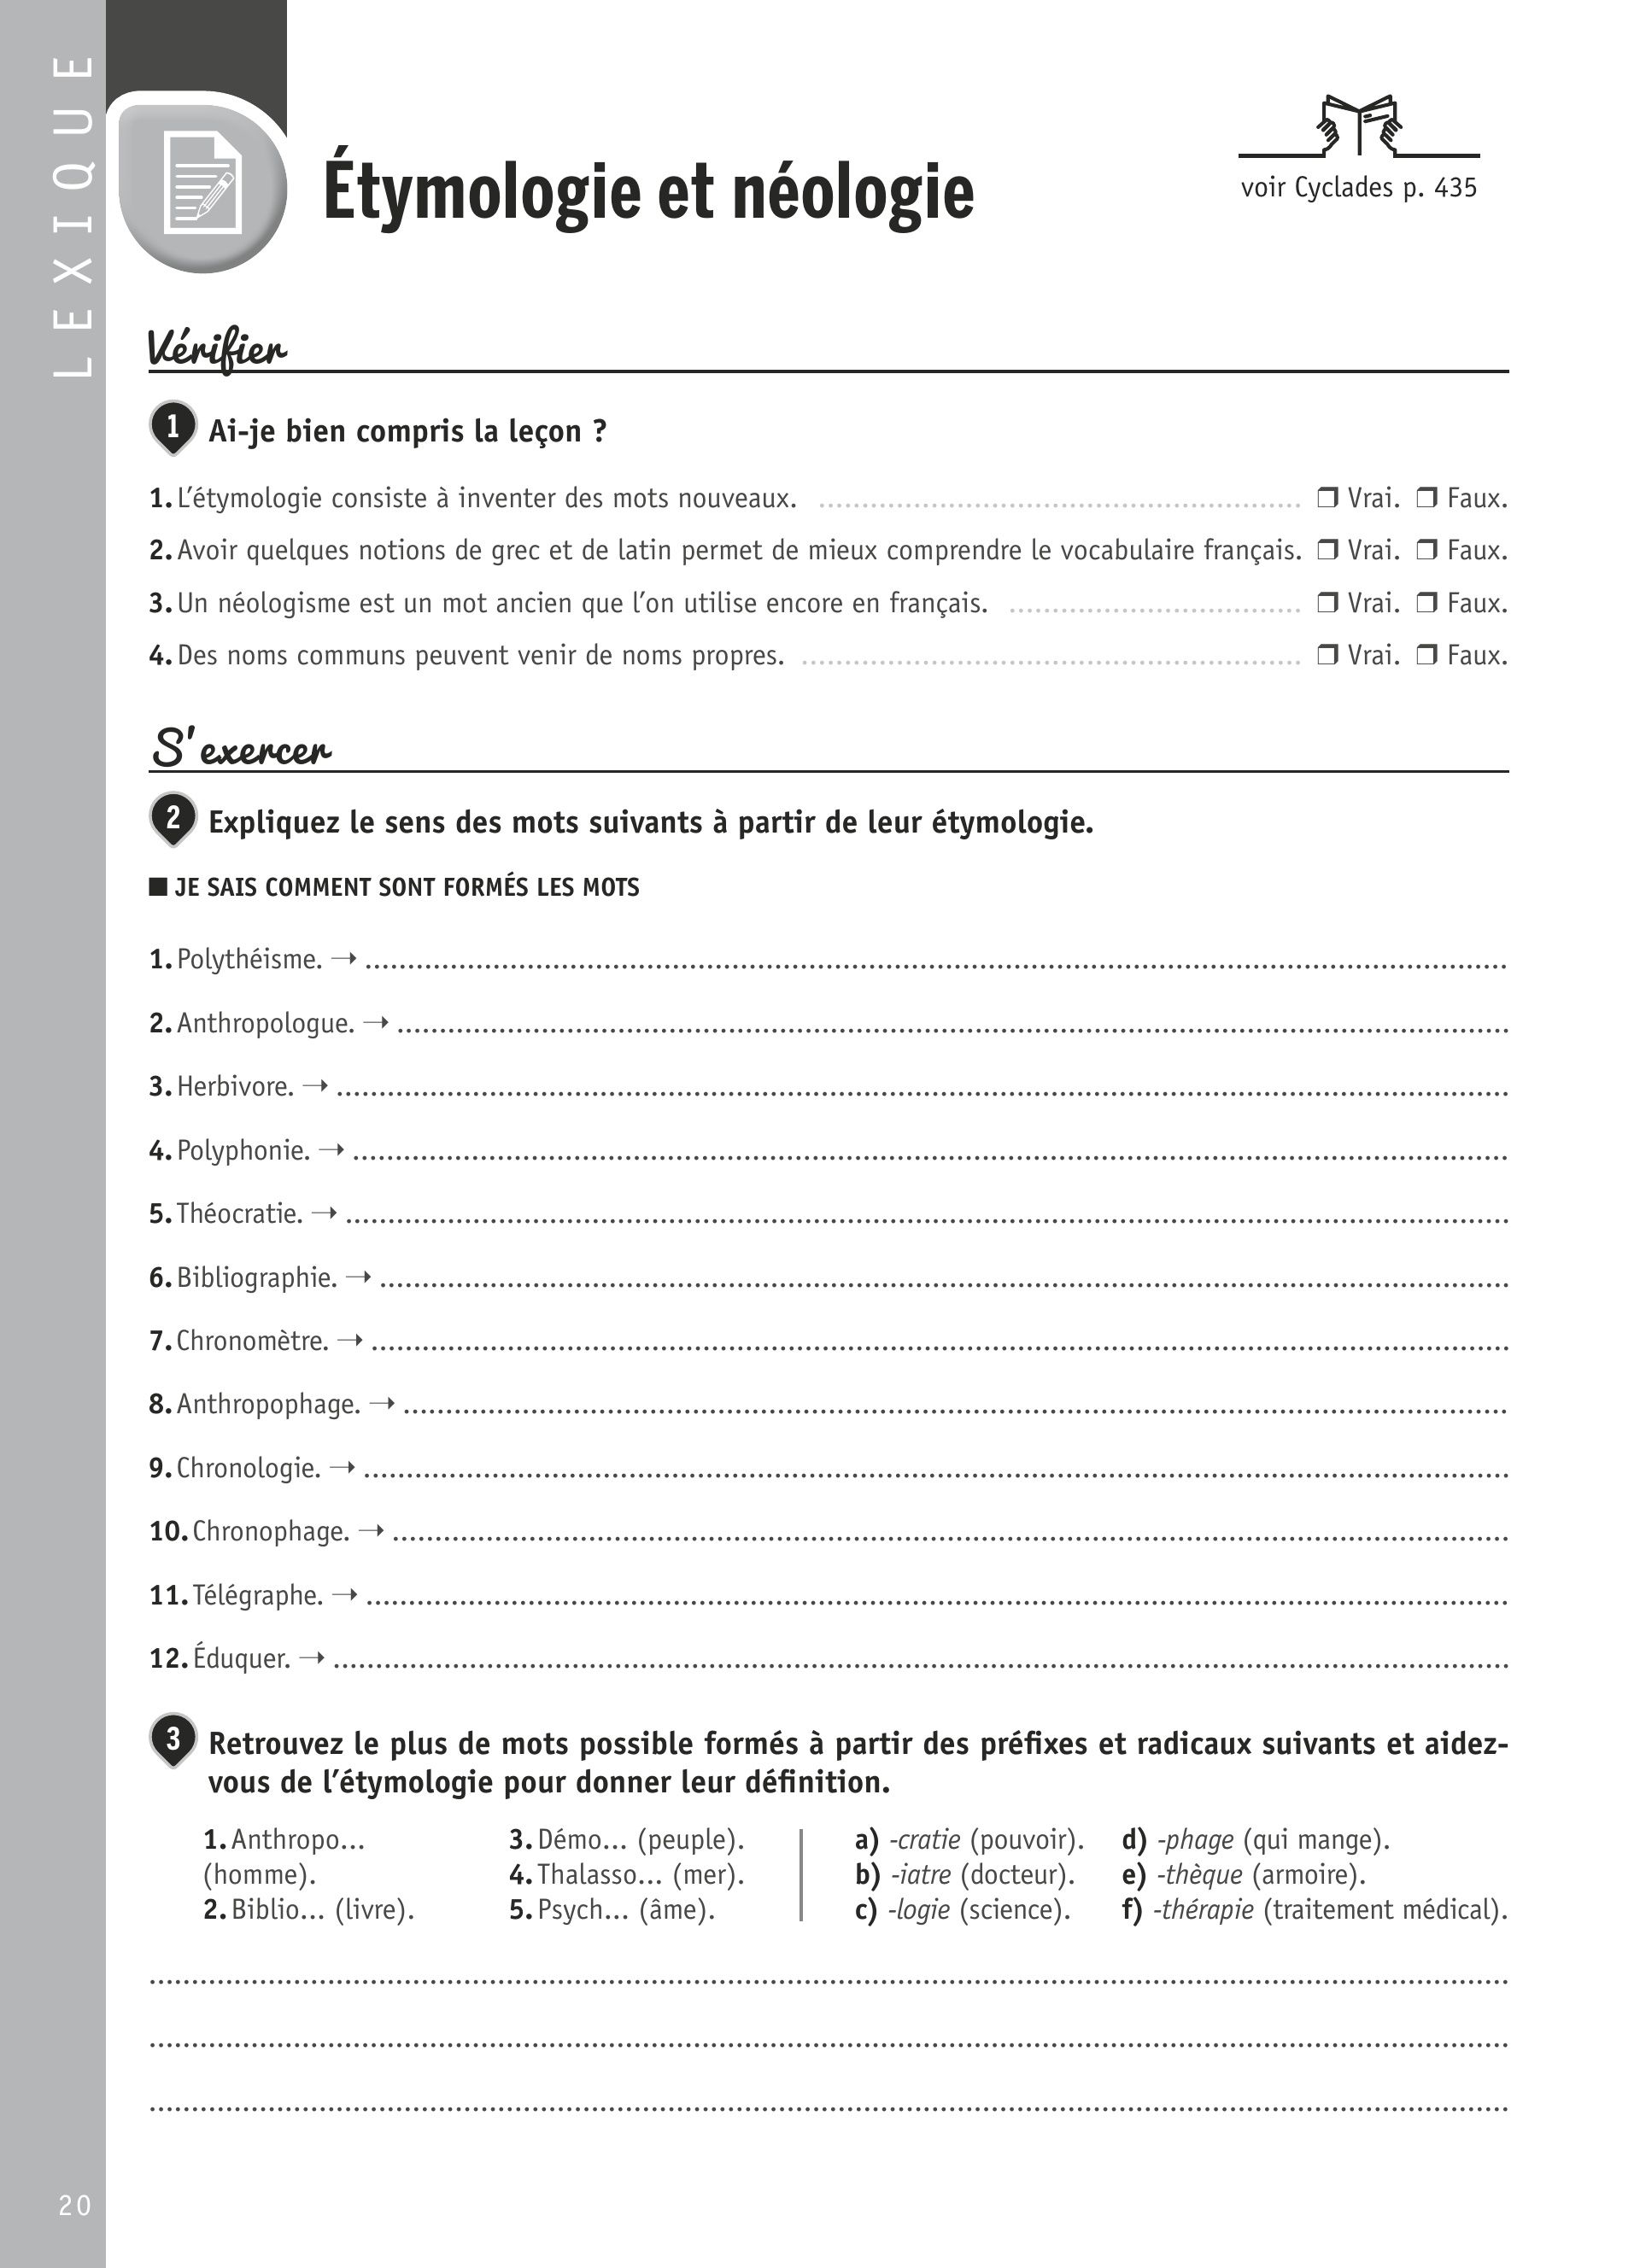 LEXIQUE
Étymologie et néologie
voir Cyclades p. 435
Vérifier
1 Ai-je bien compris la leçon ?
1. L’étymologie consiste à inventer des mots nouveaux. ........................................................ ❒ Vrai. ❒ Faux.
2. Avoir quelques notions de grec et de latin permet de mieux comprendre le vocabulaire français. ❒ Vrai. ❒ Faux.
3. Un néologisme est un mot ancien que l’on utilise encore en français. .................................. ❒ Vrai. ❒ Faux.
4. Des noms communs peuvent venir de noms propres. .......................................................... ❒ Vrai. ❒ Faux.
S’exercer
2 Expliquez le sens des mots suivants à partir de leur étymologie.
■ JE SAIS COMMENT SONT FORMÉS LES MOTS
1. Polythéisme. → ........................................................
2. Anthropologue. → ........................................................
3. Herbivore. → ........................................................
4. Polyphonie. → ........................................................
5. Théocratie. → ........................................................
6. Bibliographie. → ........................................................
7. Chronomètre. → ........................................................
8. Anthropophage. → ........................................................
9. Chronologie. → ........................................................
10. Chronophage. → ........................................................
11. Télégraphe. → ........................................................
12. Éduquer. → ........................................................
3 Retrouvez le plus de mots possible formés à partir des préfixes et radicaux suivants et aidez-
vous de l’étymologie pour donner leur définition.
1. Anthropo...
(homme).
2. Biblio... (livre).
3. Démo... (peuple).
4. Thalasso... (mer).
5. Psych... (âme).
a) -cratie (pouvoir).
b) -iatre (docteur).
c) -logie (science).
d) -phage (qui mange).
e) -thèque (armoire).
f) -thérapie (traitement médical).
........................................................
........................................................
........................................................
20